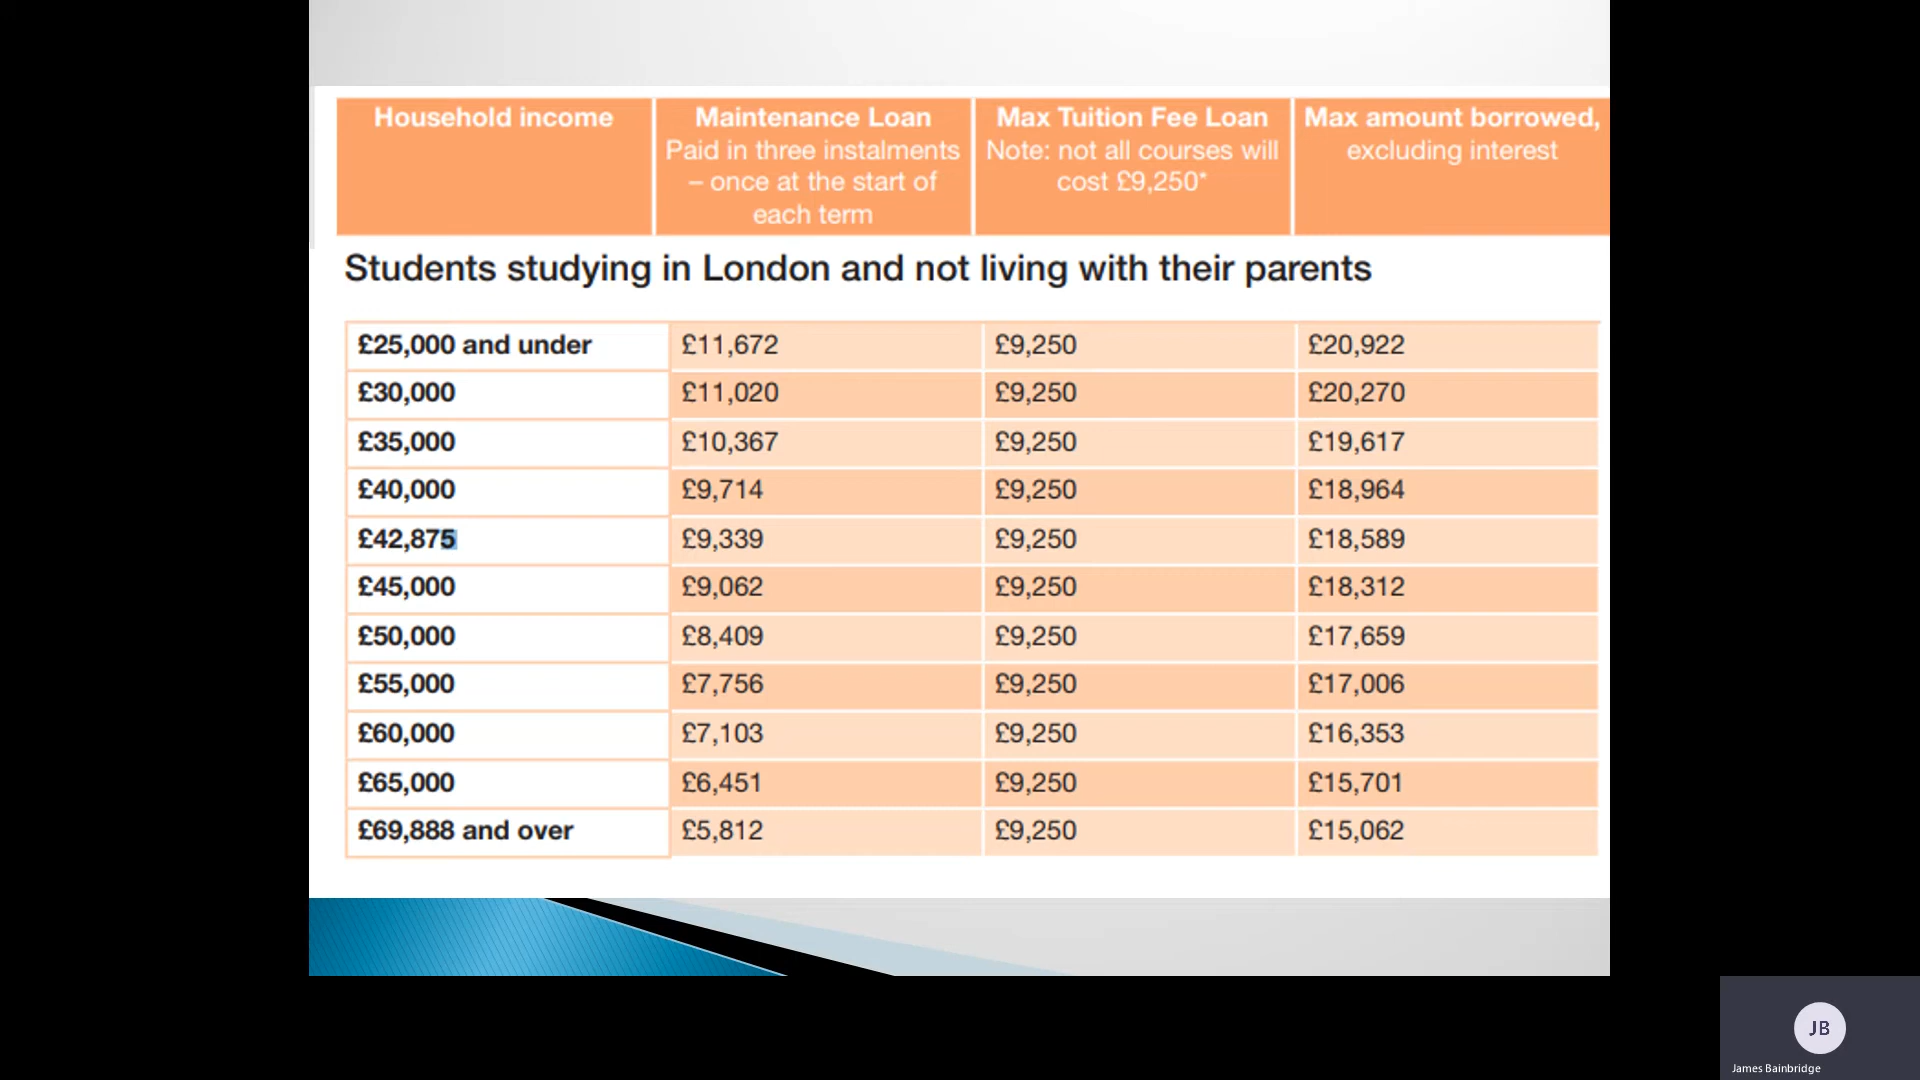 Household income
Maintenance Loan
Paid in three instalments
– once at the start of
each term
Max Tuition Fee Loan
Note: not all courses will
cost £9,250*
Max amount borrowed,
excluding interest
Students studying in London and not living with their parents
£25,000 and under £11,672 £9,250 £20,922
£30,000 £11,020 £9,250 £20,270
£35,000 £10,367 £9,250 £19,617
£40,000 £9,714 £9,250 £18,964
£42,875 £9,339 £9,250 £18,589
£45,000 £9,062 £9,250 £18,312
£50,000 £8,409 £9,250 £17,659
£55,000 £7,756 £9,250 £17,006
£60,000 £7,103 £9,250 £16,353
£65,000 £6,451 £9,250 £15,701
£69,888 and over £5,812 £9,250 £15,062
JB
James Bainbridge